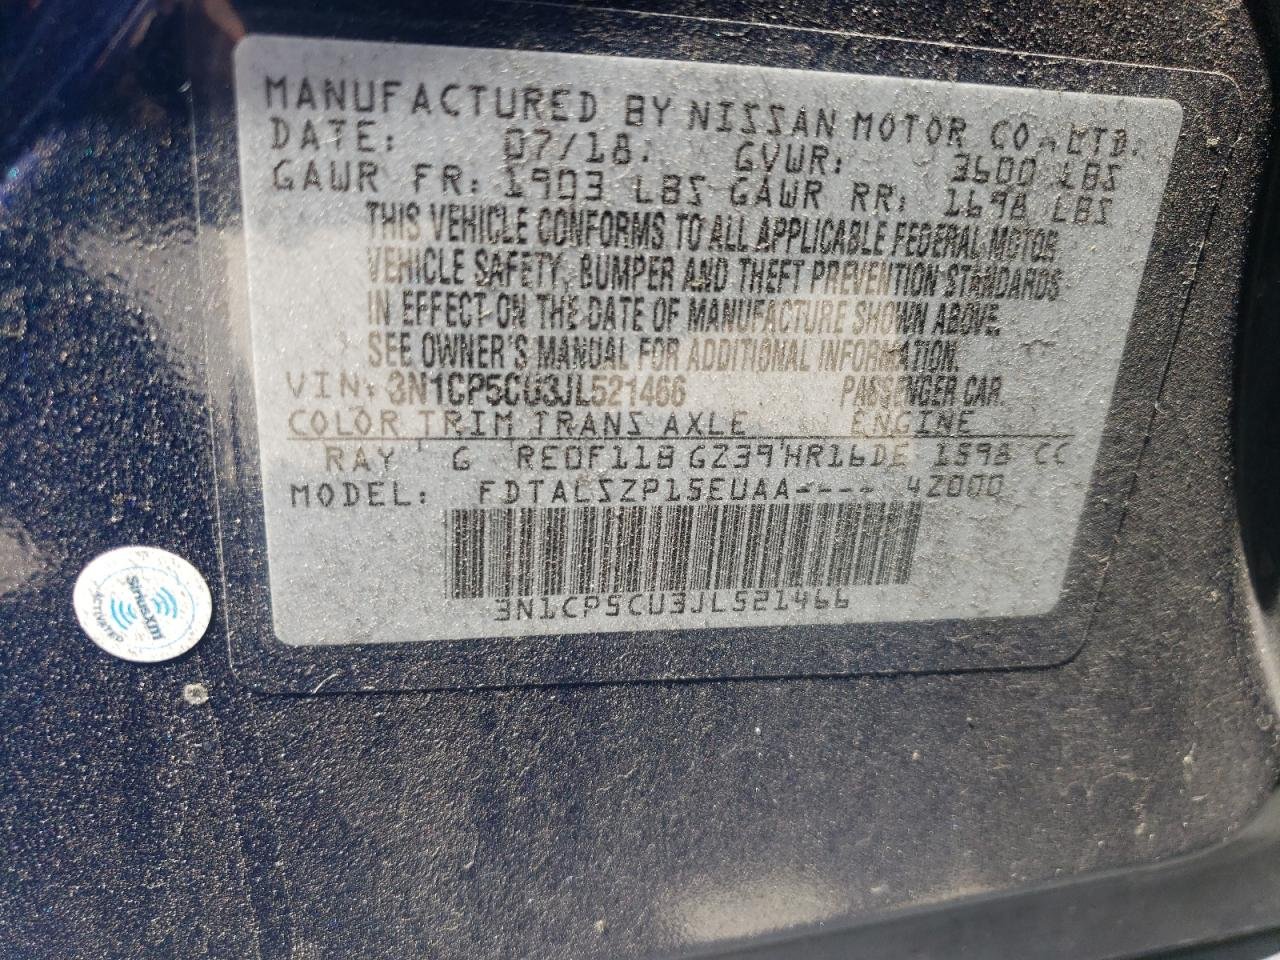 MANUFACTURED BY NISSAN MOTOR CO.,LTD.
DATE: 07/18. GVWR: 3600 LBS
GAWR FR: 1903 LBS GAWR RR: 1698 LBS
THIS VEHICLE CONFORMS TO ALL APPLICABLE FEDERAL MOTOR
VEHICLE SAFETY, BUMPER AND THEFT PREVENTION STANDARDS
IN EFFECT ON THE DATE OF MANUFACTURE SHOWN ABOVE.
SEE OWNER'S MANUAL FOR ADDITIONAL INFORMATION.
VIN: 3N1CP5CU3JL521466 PASSENGER CAR.
COLOR TRIM TRANS AXLE ENGINE
RAY G RE0F11B GZ39 HR16DE 1598 CC
MODEL: FDTALSZP15EUAA---- 42000
3N1CP5CU3JL521466
SiriusXM
ACTIVATED